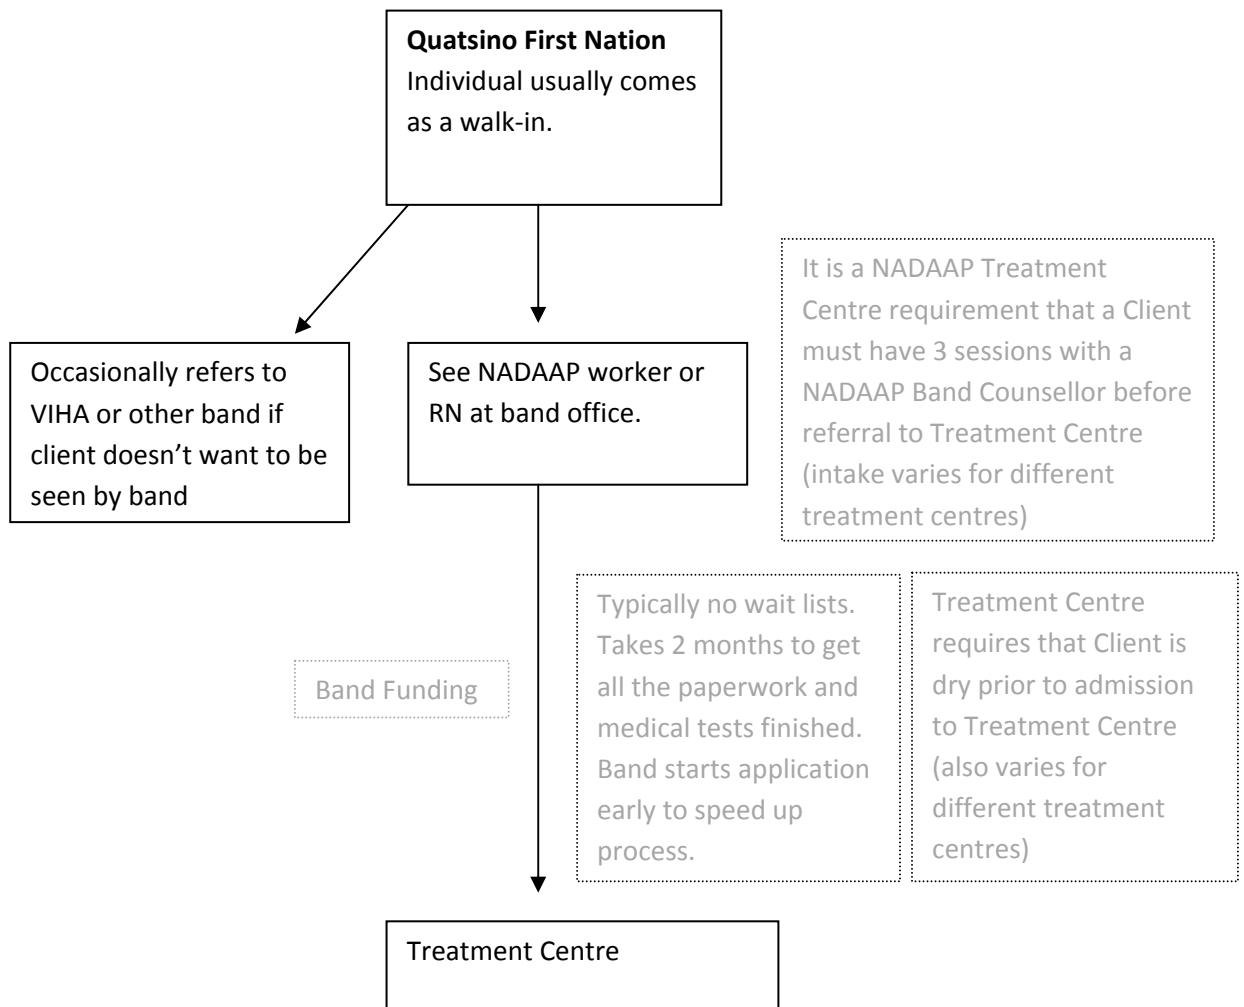 Quatsino First Nation
Individual usually comes
as a walk-in.
Occasionally refers to
VIHA or other band if
client doesn’t want to be
seen by band
See NADAAP worker or
RN at band office.
It is a NADAAP Treatment
Centre requirement that a Client
must have 3 sessions with a
NADAAP Band Counsellor before
referral to Treatment Centre
(intake varies for different
treatment centres)
Band Funding
Typically no wait lists.
Takes 2 months to get
all the paperwork and
medical tests finished.
Band starts application
early to speed up
process.
Treatment Centre
requires that Client is
dry prior to admission
to Treatment Centre
(also varies for
different treatment
centres)
Treatment Centre